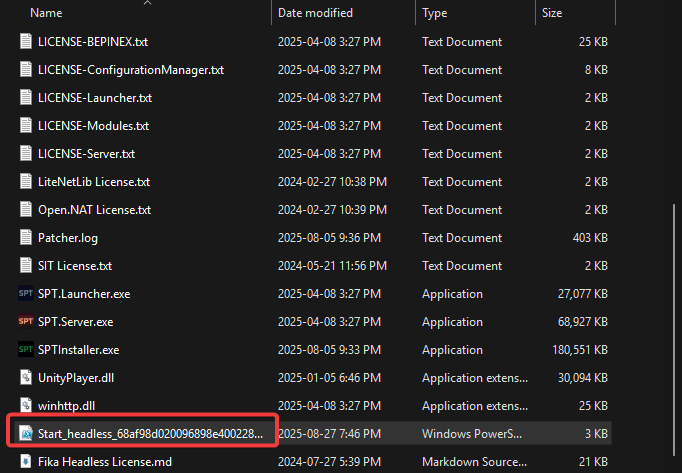 Name Date modified Type Size
LICENSE-BEPINEX.txt 2025-04-08 3:27 PM Text Document 25 KB
LICENSE-ConfigurationManager.txt 2025-04-08 3:27 PM Text Document 8 KB
LICENSE-Launcher.txt 2025-04-08 3:27 PM Text Document 2 KB
LICENSE-Modules.txt 2025-04-08 3:27 PM Text Document 2 KB
LICENSE-Server.txt 2025-04-08 3:27 PM Text Document 2 KB
LiteNetLib License.txt 2024-02-27 10:38 PM Text Document 2 KB
Open.NAT License.txt 2024-02-27 10:39 PM Text Document 2 KB
Patcher.log 2025-08-05 9:36 PM Text Document 403 KB
SIT License.txt 2024-05-21 11:56 PM Text Document 2 KB
SPT SPT.Launcher.exe 2025-04-08 3:27 PM Application 27,077 KB
SPT SPT.Server.exe 2025-04-08 3:27 PM Application 68,927 KB
SPT SPTInstaller.exe 2025-08-05 9:33 PM Application 180,551 KB
UnityPlayer.dll 2025-01-05 6:46 PM Application extens... 30,094 KB
winhttp.dll 2025-04-08 3:27 PM Application extens... 25 KB
Start_headless_68af98d020096898e400228... 2025-08-27 7:46 PM Windows PowerS... 3 KB
Fika Headless License.md 2024-07-27 5:39 PM Markdown Source... 21 KB